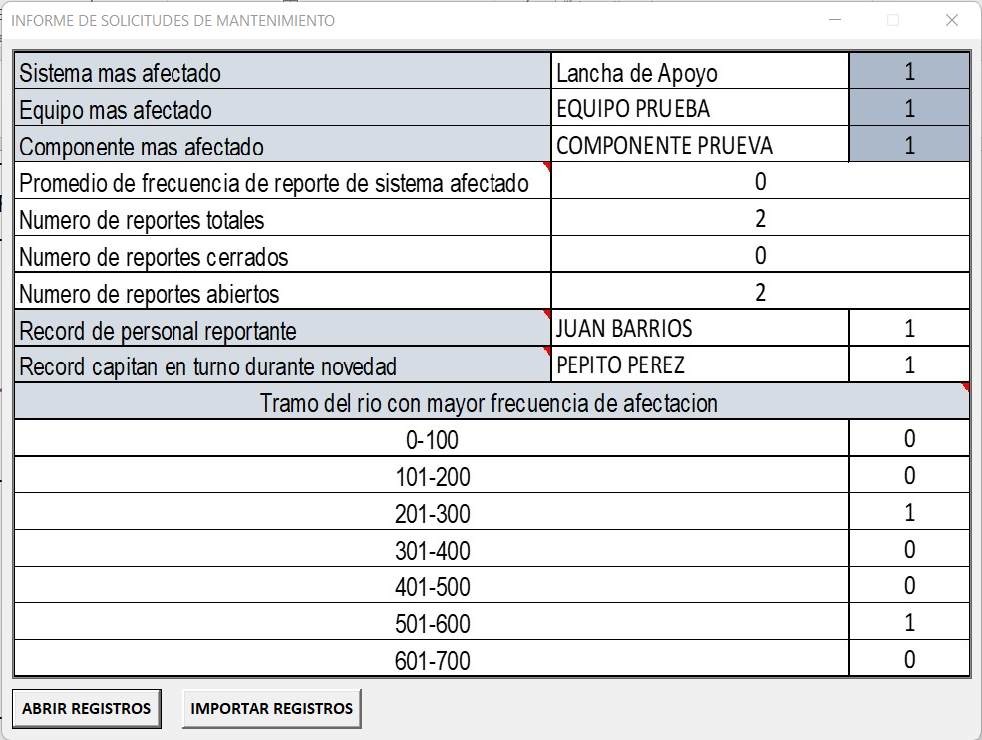 INFORME DE SOLICITUDES DE MANTENIMIENTO
Sistema mas afectado Lancha de Apoyo 1
Equipo mas afectado EQUIPO PRUEBA 1
Componente mas afectado COMPONENTE PRUEVA 1
Promedio de frecuencia de reporte de sistema afectado 0
Numero de reportes totales 2
Numero de reportes cerrados 0
Numero de reportes abiertos 2
Record de personal reportante JUAN BARRIOS 1
Record capitan en turno durante novedad PEPITO PEREZ 1
Tramo del rio con mayor frecuencia de afectacion
0-100 0
101-200 0
201-300 1
301-400 0
401-500 0
501-600 1
601-700 0
ABRIR REGISTROS IMPORTAR REGISTROS